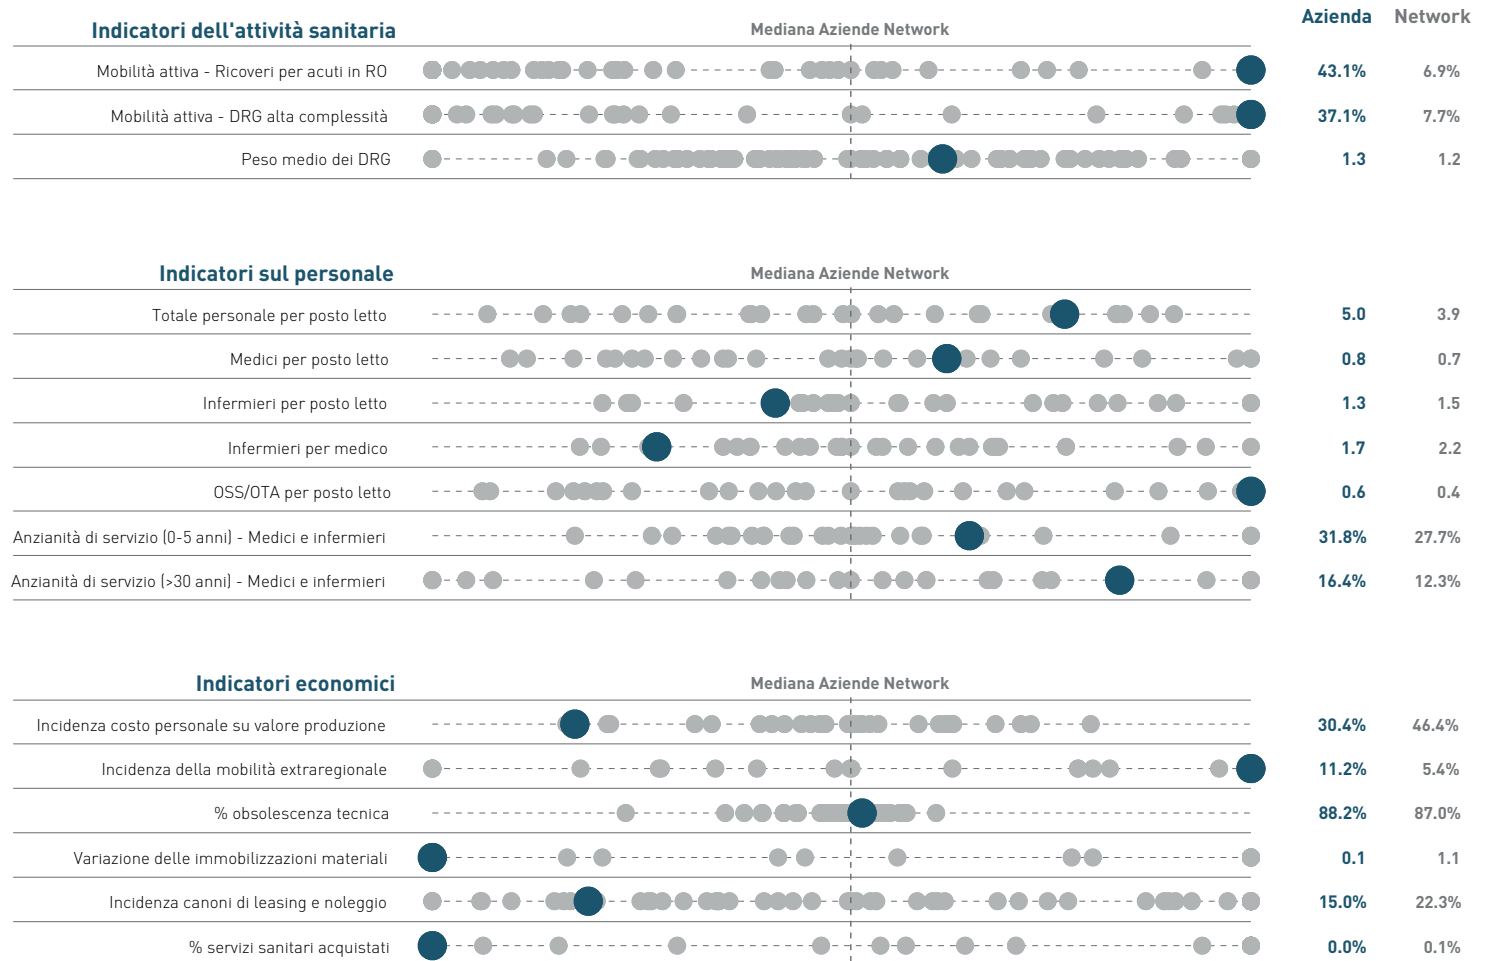 Azienda Network
Indicatori dell'attività sanitaria Mediana Aziende Network
Mobilità attiva - Ricoveri per acuti in RO 43.1% 6.9%
Mobilità attiva - DRG alta complessità 37.1% 7.7%
Peso medio dei DRG 1.3 1.2
Indicatori sul personale Mediana Aziende Network
Totale personale per posto letto 5.0 3.9
Medici per posto letto 0.8 0.7
Infermieri per posto letto 1.3 1.5
Infermieri per medico 1.7 2.2
OSS/OTA per posto letto 0.6 0.4
Anzianità di servizio (0-5 anni) - Medici e infermieri 31.8% 27.7%
Anzianità di servizio (>30 anni) - Medici e infermieri 16.4% 12.3%
Indicatori economici Mediana Aziende Network
Incidenza costo personale su valore produzione 30.4% 46.4%
Incidenza della mobilità extraregionale 11.2% 5.4%
% obsolescenza tecnica 88.2% 87.0%
Variazione delle immobilizzazioni materiali 0.1 1.1
Incidenza canoni di leasing e noleggio 15.0% 22.3%
% servizi sanitari acquistati 0.0% 0.1%